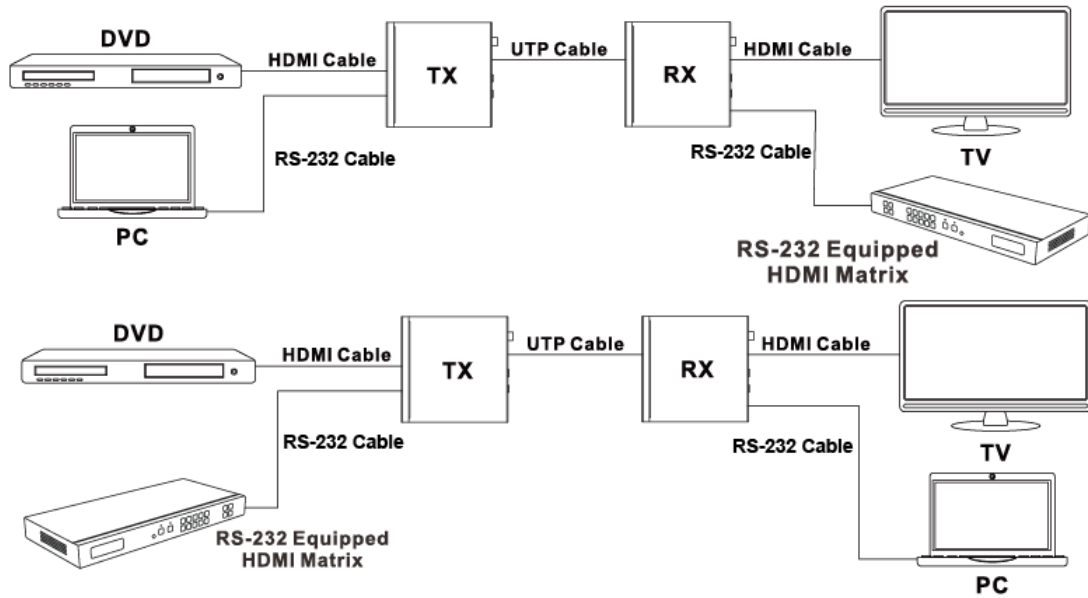 DVD
HDMI Cable
TX
UTP Cable
RX
HDMI Cable
RS-232 Cable
RS-232 Cable
TV
PC
RS-232 Equipped
HDMI Matrix
DVD
HDMI Cable
TX
UTP Cable
RX
HDMI Cable
RS-232 Cable
RS-232 Cable
TV
RS-232 Equipped
HDMI Matrix
PC